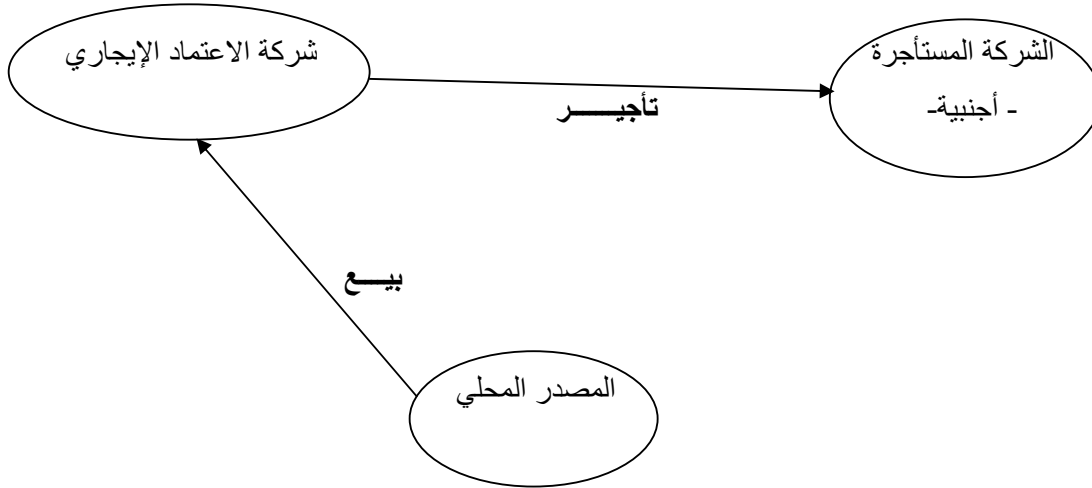 شركة الاعتماد الإيجاري
الشركة المستأجرة
- أجنبية-
تأجيـــــر
بيـــع
المصدر المحلي